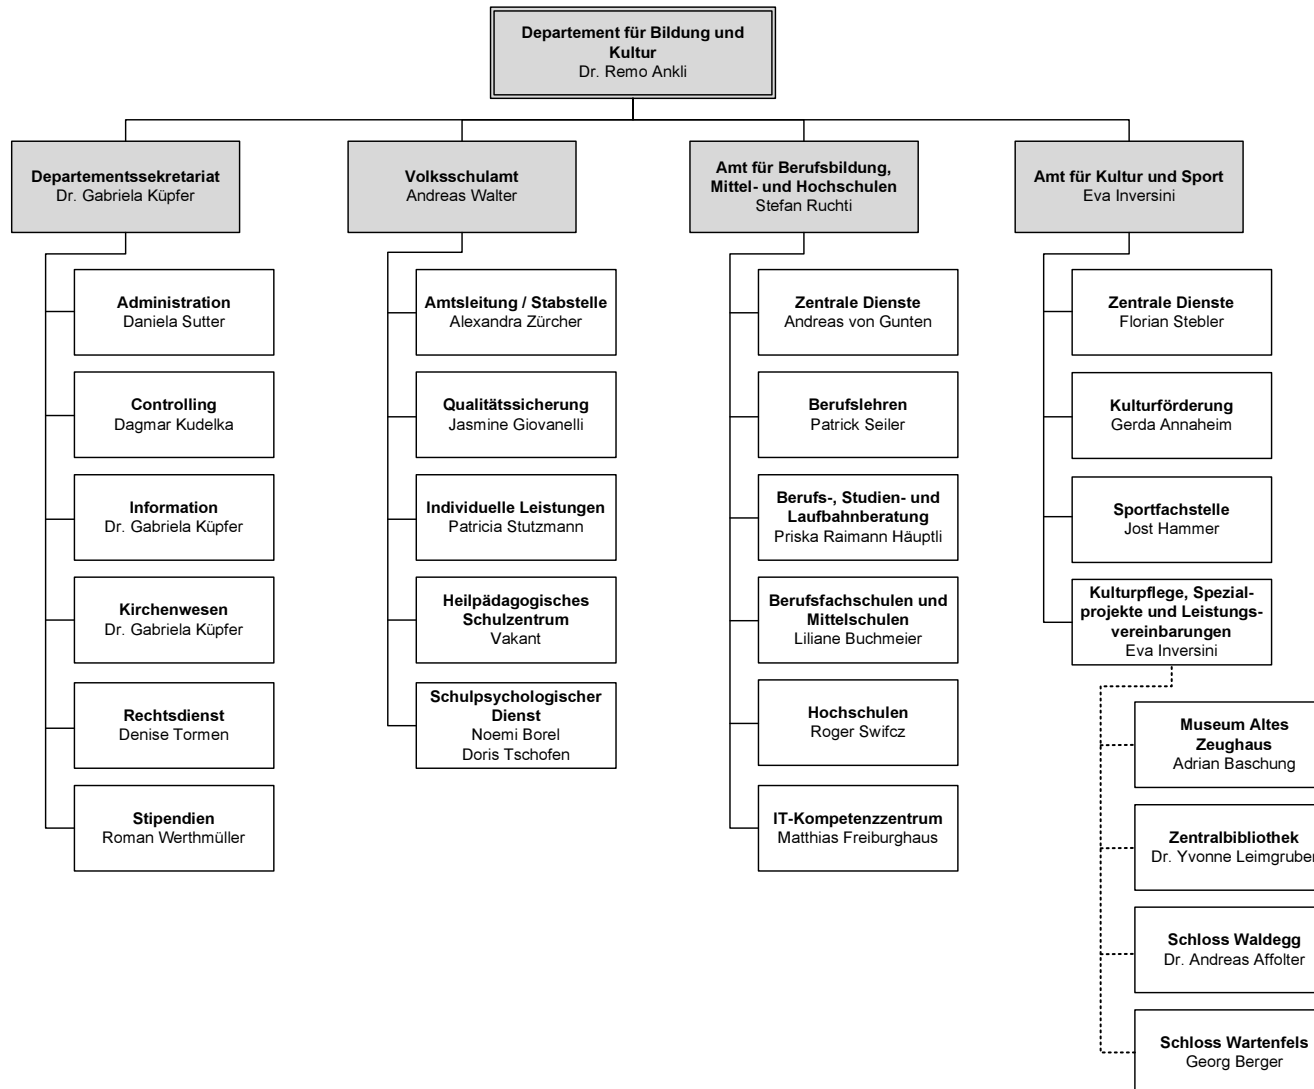 Departement für Bildung und
Kultur
Dr. Remo Ankli
Departementssekretariat
Dr. Gabriela Küpfer
Volksschulamt
Andreas Walter
Amt für Berufsbildung,
Mittel- und Hochschulen
Stefan Ruchti
Amt für Kultur und Sport
Eva Inversini
Administration
Daniela Sutter
Controlling
Dagmar Kudelka
Information
Dr. Gabriela Küpfer
Kirchenwesen
Dr. Gabriela Küpfer
Rechtsdienst
Denise Tormen
Stipendien
Roman Werthmüller
Amtsleitung / Stabstelle
Alexandra Zürcher
Qualitätssicherung
Jasmine Giovanelli
Individuelle Leistungen
Patricia Stutzmann
Heilpädagogisches
Schulzentrum
Vakant
Schulpsychologischer
Dienst
Noemi Borel
Doris Tschofen
Zentrale Dienste
Andreas von Gunten
Berufslehren
Patrick Seiler
Berufs-, Studien- und
Laufbahnberatung
Priska Raimann Häuptli
Berufsfachschulen und
Mittelschulen
Liliane Buchmeier
Hochschulen
Roger Swifcz
IT-Kompetenzzentrum
Matthias Freiburghaus
Zentrale Dienste
Florian Stebler
Kulturförderung
Gerda Annaheim
Sportfachstelle
Jost Hammer
Kulturpflege, Spezial-
projekte und Leistungs-
vereinbarungen
Eva Inversini
Museum Altes
Zeughaus
Adrian Baschung
Zentralbibliothek
Dr. Yvonne Leimgruber
Schloss Waldegg
Dr. Andreas Affolter
Schloss Wartenfels
Georg Berger